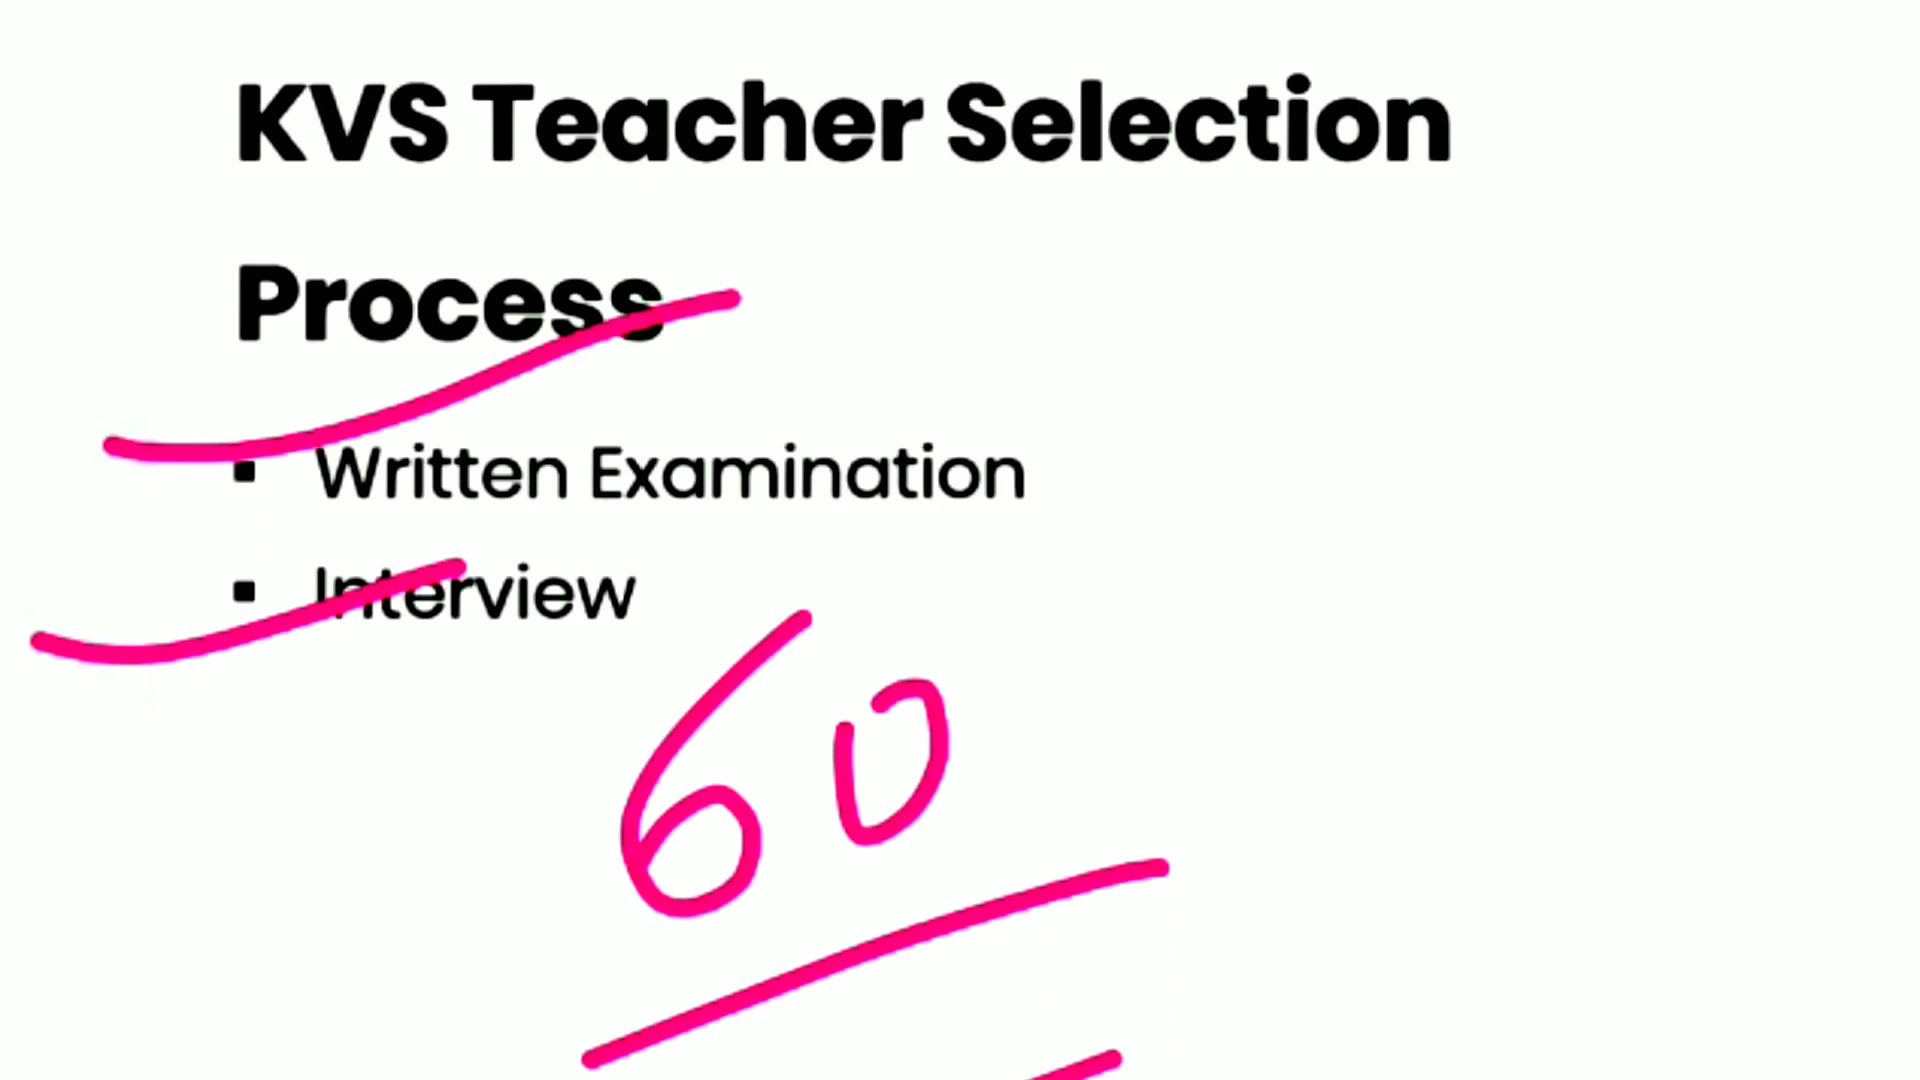 KVS Teacher Selection
Process
▪ Written Examination
▪ Interview
60